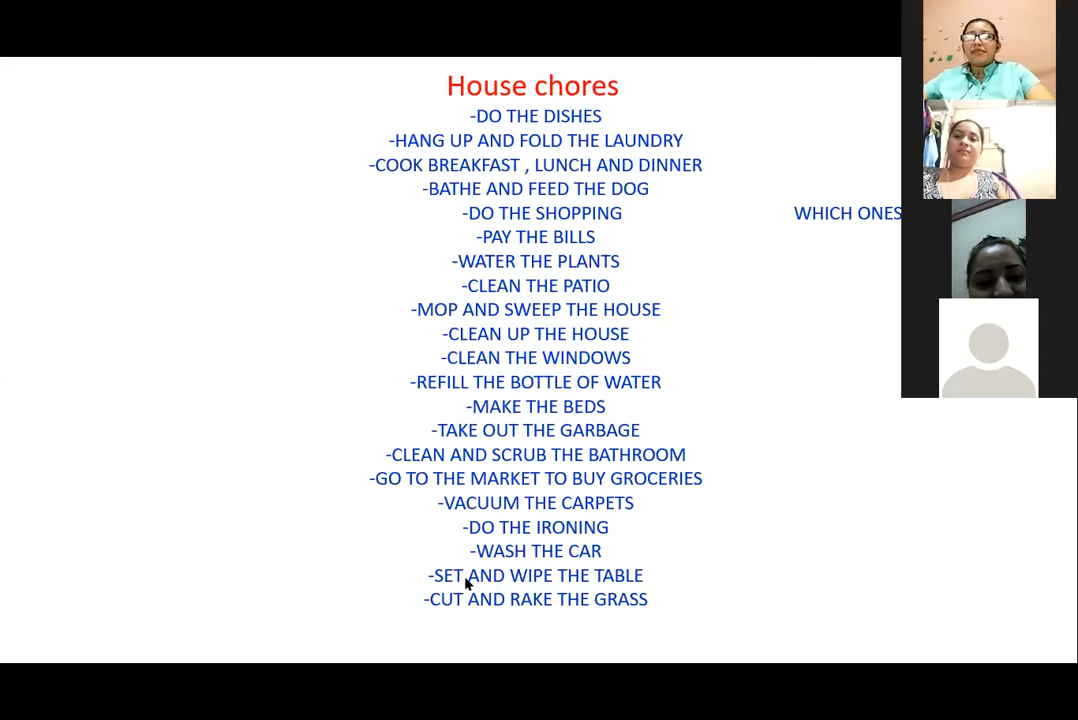 House chores
-DO THE DISHES
-HANG UP AND FOLD THE LAUNDRY
-COOK BREAKFAST , LUNCH AND DINNER
-BATHE AND FEED THE DOG
-DO THE SHOPPING
WHICH ONES
-PAY THE BILLS
-WATER THE PLANTS
-CLEAN THE PATIO
-MOP AND SWEEP THE HOUSE
-CLEAN UP THE HOUSE
-CLEAN THE WINDOWS
-REFILL THE BOTTLE OF WATER
-MAKE THE BEDS
-TAKE OUT THE GARBAGE
-CLEAN AND SCRUB THE BATHROOM
-GO TO THE MARKET TO BUY GROCERIES
-VACUUM THE CARPETS
-DO THE IRONING
-WASH THE CAR
-SET AND WIPE THE TABLE
-CUT AND RAKE THE GRASS